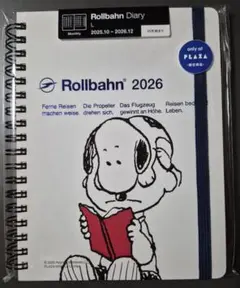 Rollbahn Diary
L
Monthly
2025.10 – 2026.12
only at
PLAZA
Rollbahn® 2026
Ferne Reisen Die Propeller Das Flugzeug Reisen bed
machen weise. drehen sich. gewinnt an Höhe. Leben.